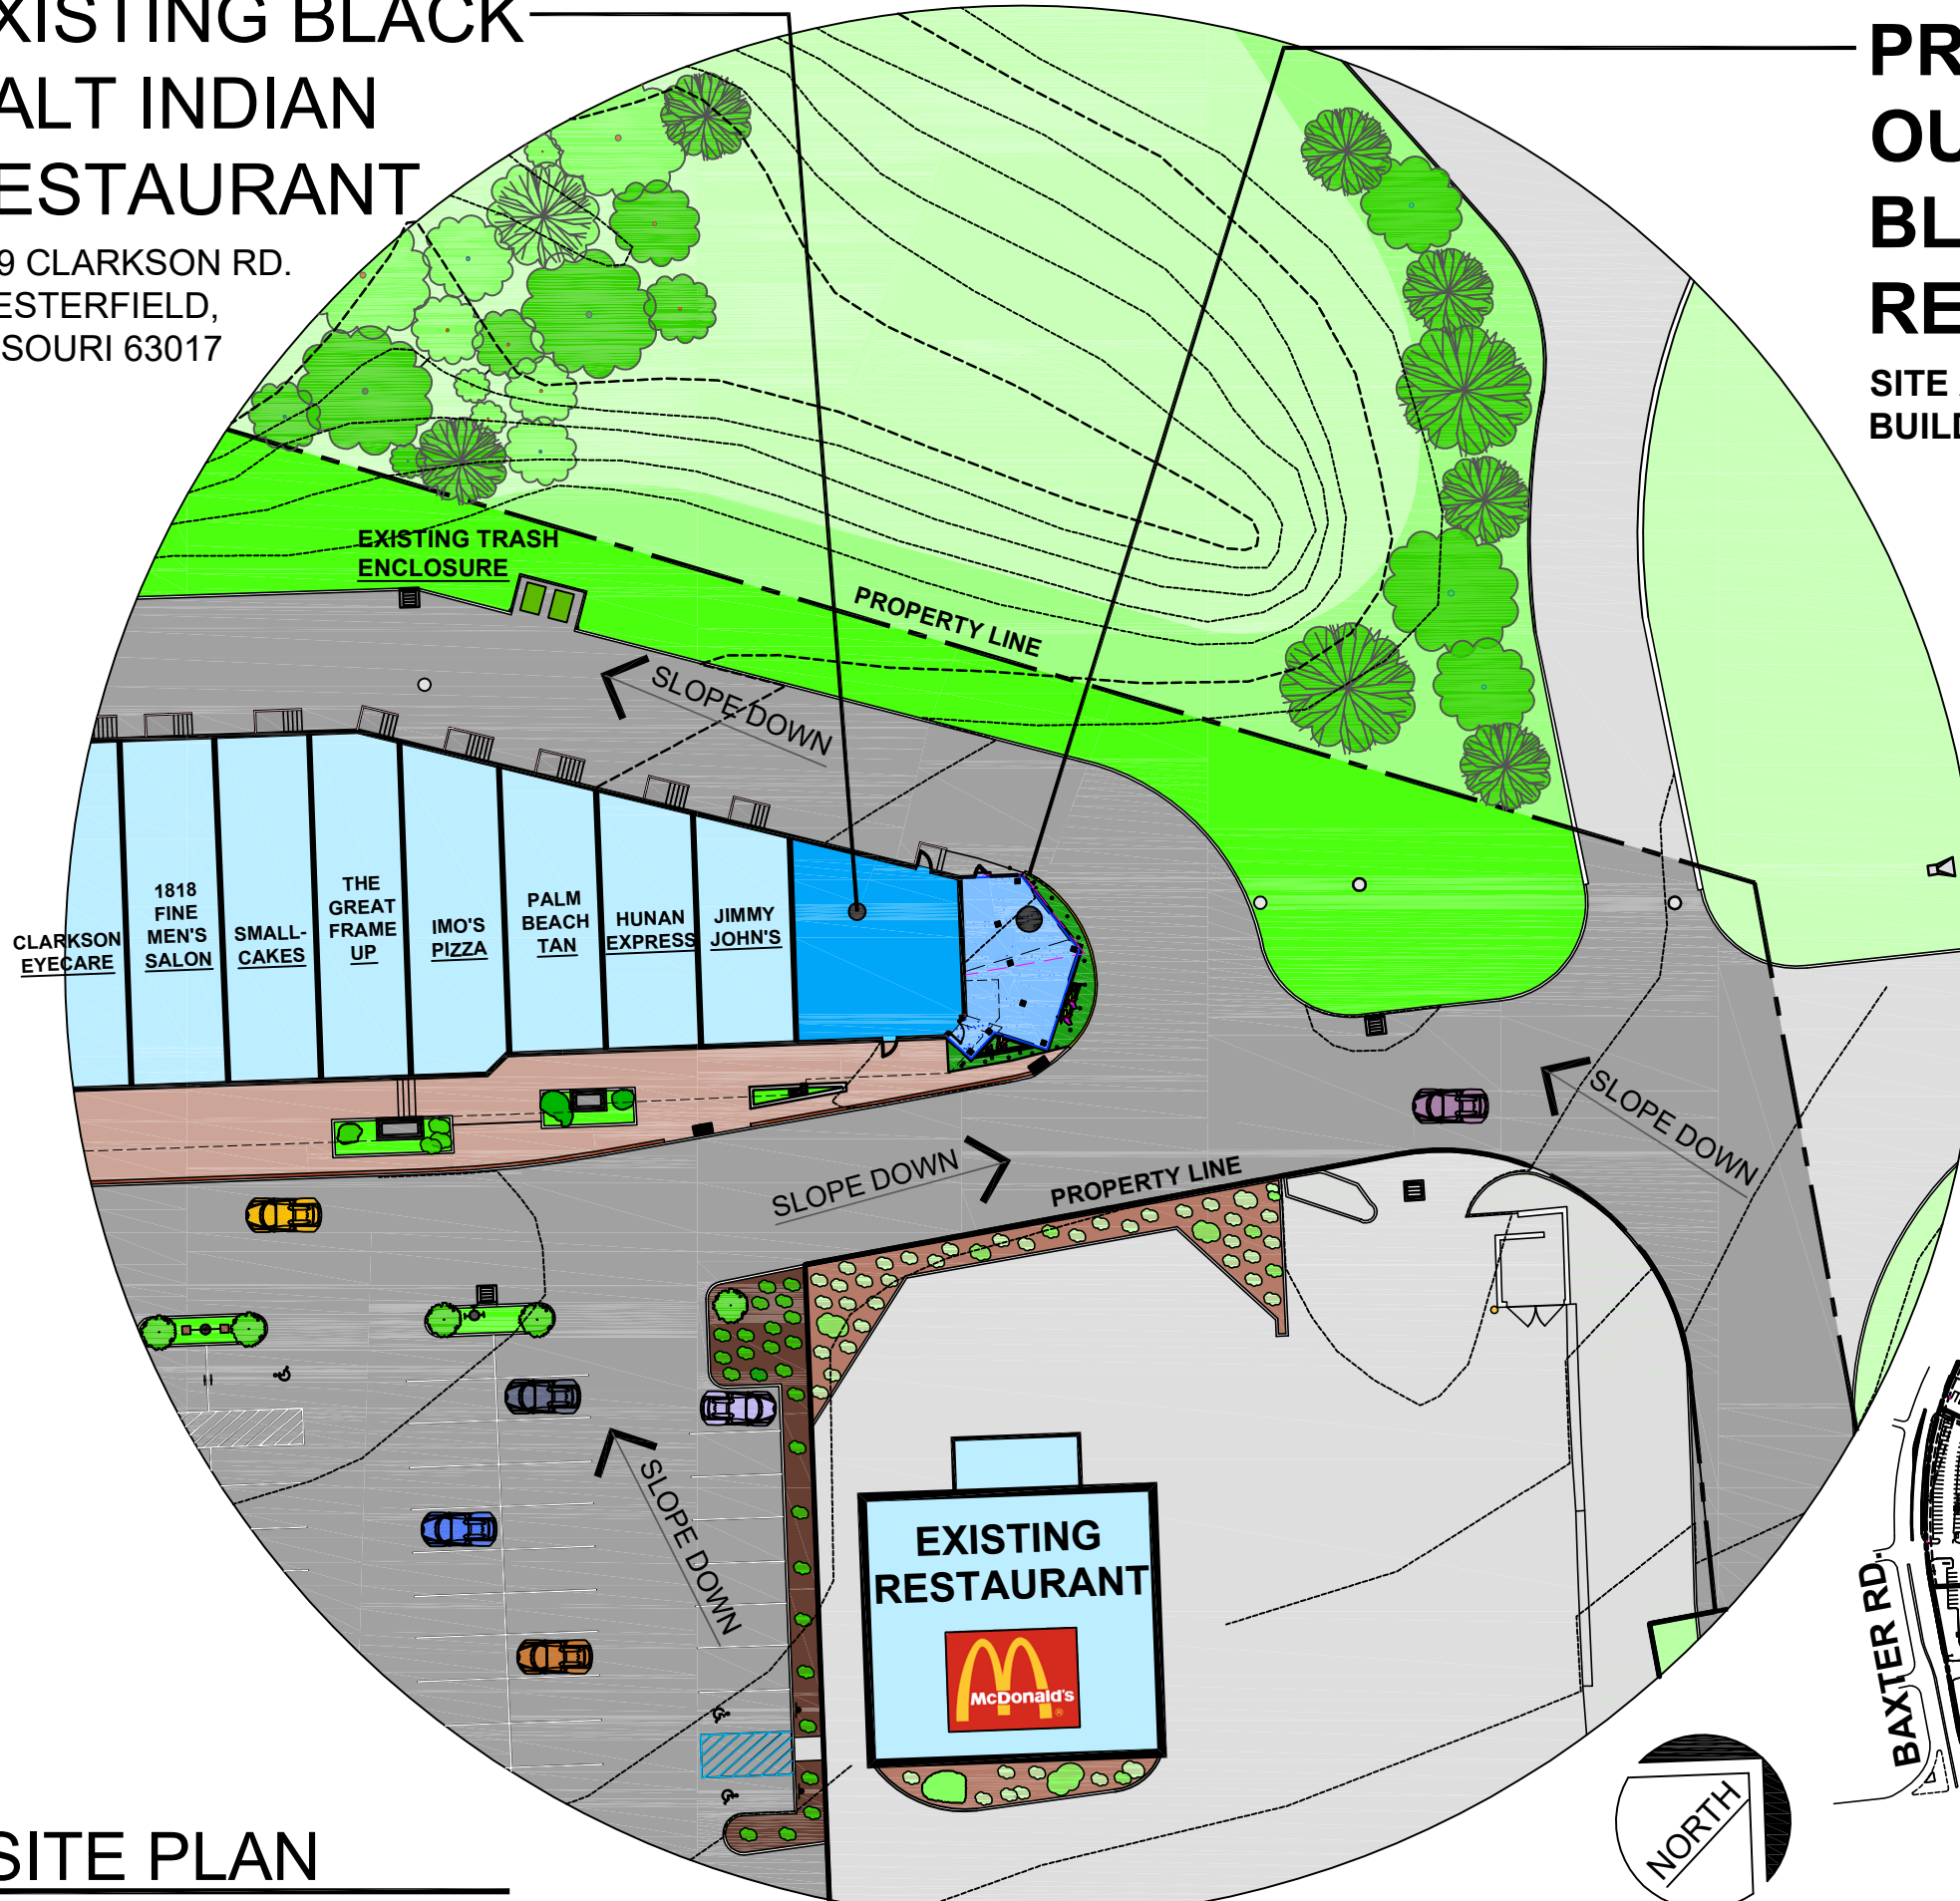 XISTING BLACK
ALT INDIAN
ESTAURANT
9 CLARKSON RD.
ESTERFIELD,
SOURI 63017
PR
OU
BL
RE
SITE
BUILD
EXISTING TRASH
ENCLOSURE
PROPERTY LINE
SLOPE DOWN
CLARKSON
EYECARE
1818
FINE
MEN'S
SALON
SMALL-
CAKES
THE
GREAT
FRAME
UP
IMO'S
PIZZA
PALM
BEACH
TAN
HUNAN
EXPRESS
JIMMY
JOHN'S
SLOPE DOWN
SLOPE DOWN
PROPERTY LINE
SLOPE DOWN
EXISTING
RESTAURANT
McDonald's
®
BAXTER RD.
NORTH
SITE PLAN